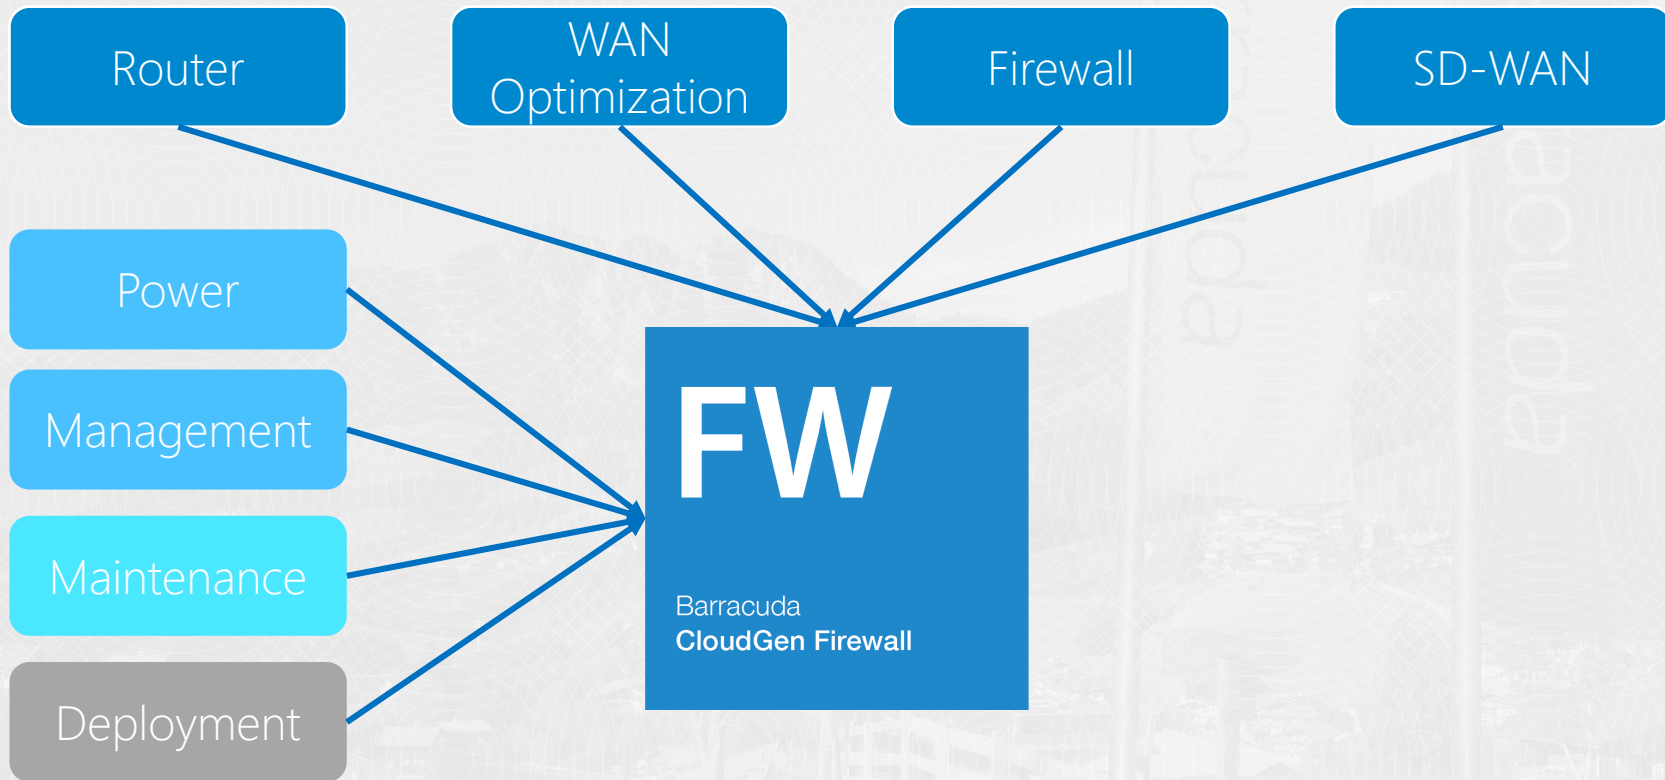 Router
WAN
Optimization
Firewall
SD-WAN
Power
Management
Maintenance
Deployment
FW
Barracuda
CloudGen Firewall